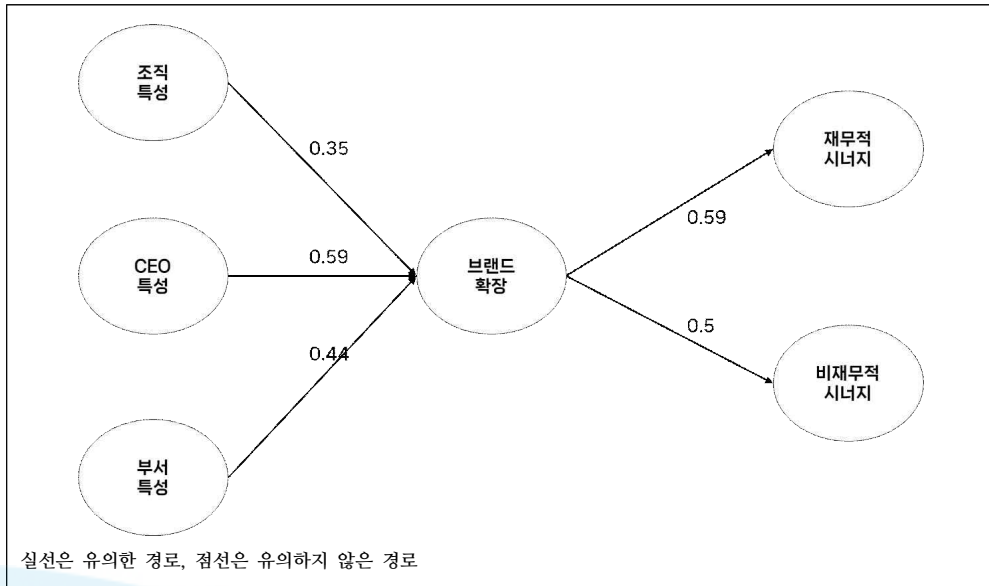 조직
특성
0.35
재무적
시너지
0.59
CEO
특성
0.59
브랜드
확장
0.44
0.5
비재무적
시너지
부서
특성
실선은 유의한 경로, 점선은 유의하지 않은 경로